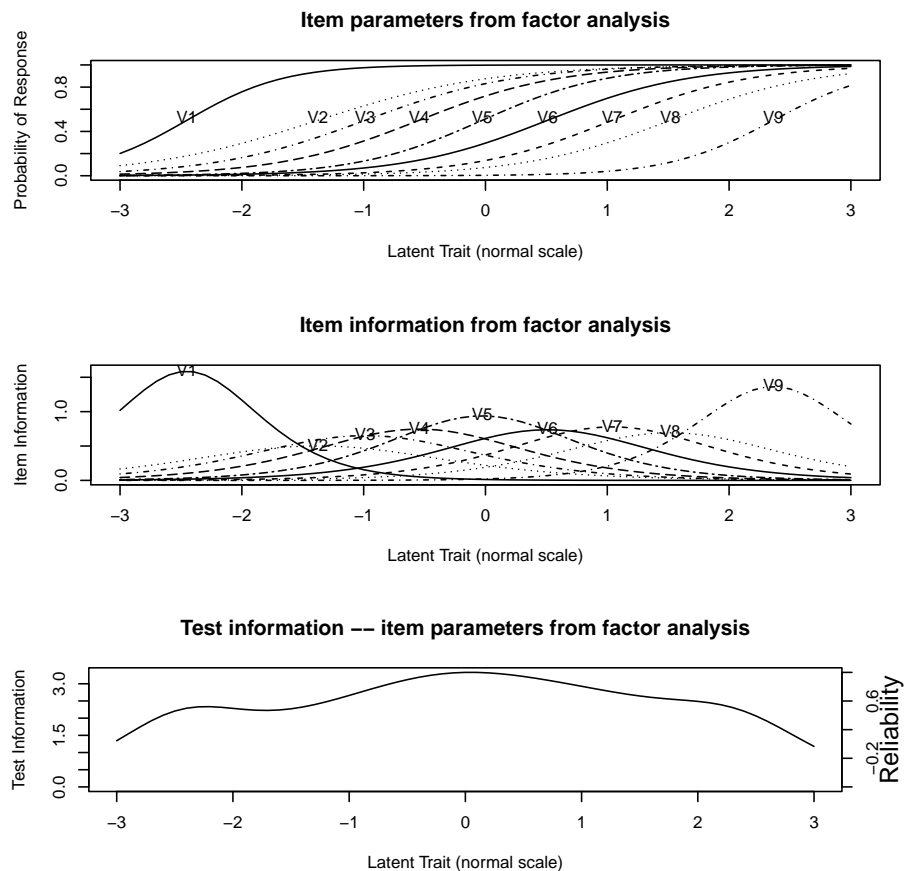 Item parameters from factor analysis
Probability of Response
0.0 0.4 0.8
V1 V2 V3 V4 V5 V6 V7 V8 V9
−3 −2 −1 0 1 2 3
Latent Trait (normal scale)
Item information from factor analysis
Item Information
0.0 1.0
V1 V2 V3 V4 V5 V6 V7 V8 V9
−3 −2 −1 0 1 2 3
Latent Trait (normal scale)
Test information −− item parameters from factor analysis
Test Information
0.0 1.5 3.0
−0.2 0.6
Reliability
−3 −2 −1 0 1 2 3
Latent Trait (normal scale)